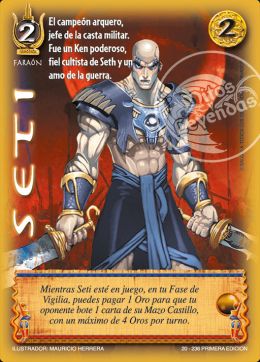 2
FARAÓN
El campeón arquero,
jefe de la casta militar.
Fue un Ken poderoso,
fiel cultista de Seth y un
amo de la guerra.
2
Mitos
Leyendas
SETI
Mientras Seti esté en juego, en tu Fase de
Vigilia, puedes pagar 1 Oro para que tu
oponente bote 1 carta de su Mazo Castillo,
con un máximo de 4 Oros por turno.
ILUSTRADOR: MAURICIO HERRERA
20 - 236 PRIMERA EDICION